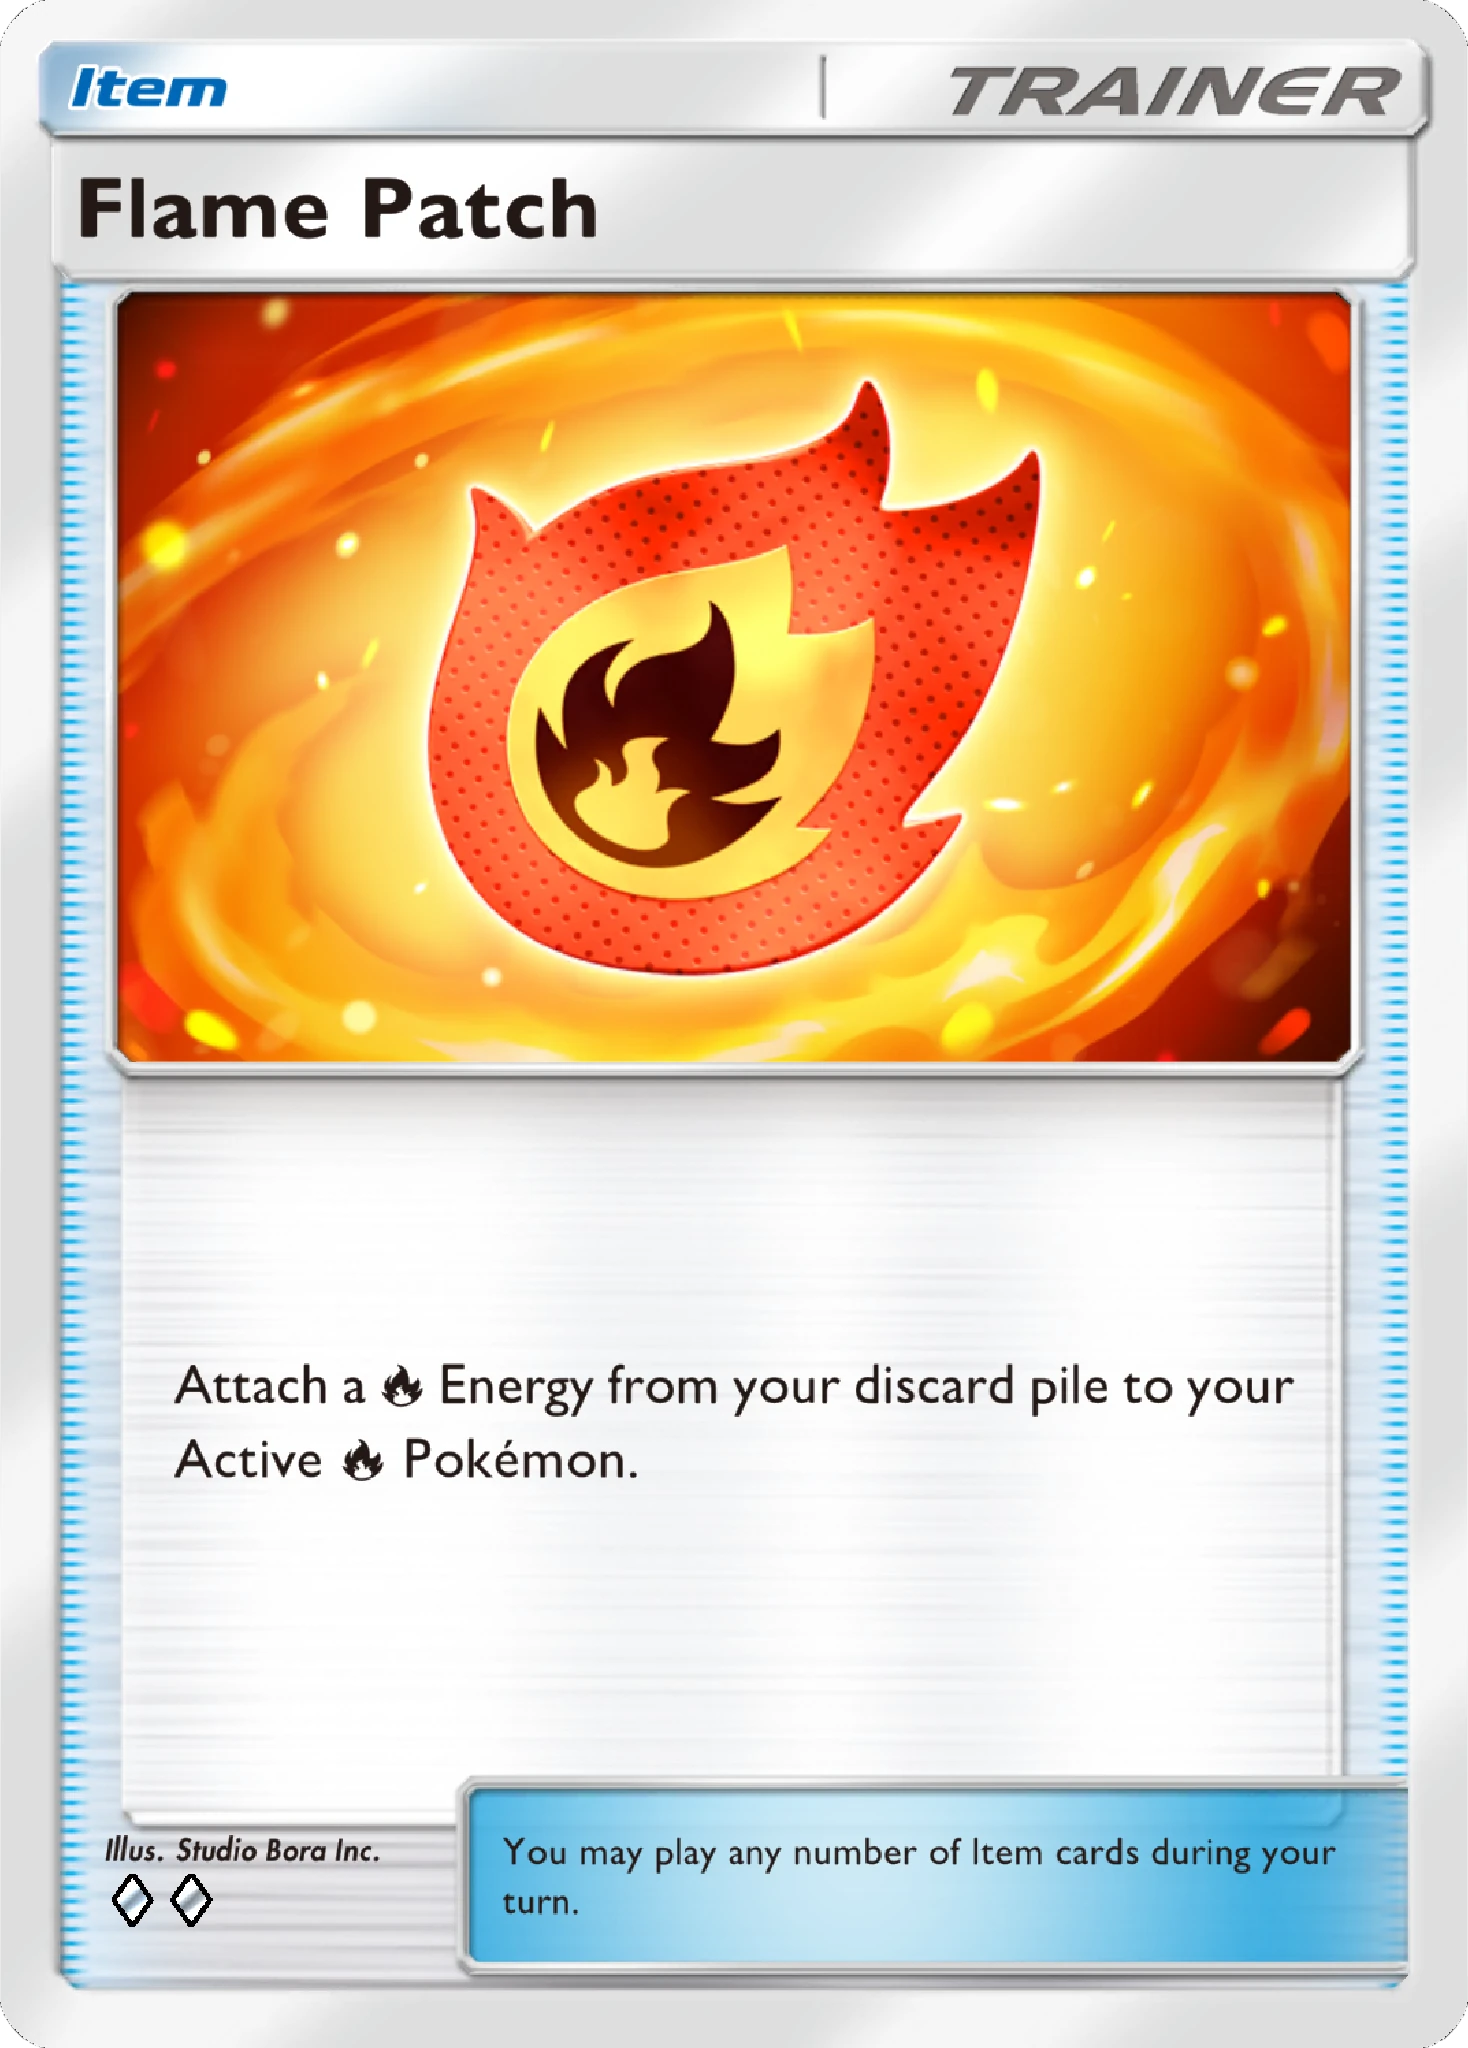 Item
TRAINER
Flame Patch
Attach a Energy from your discard pile to your
Active Pokémon.
Illus. Studio Bora Inc.
You may play any number of Item cards during your
turn.